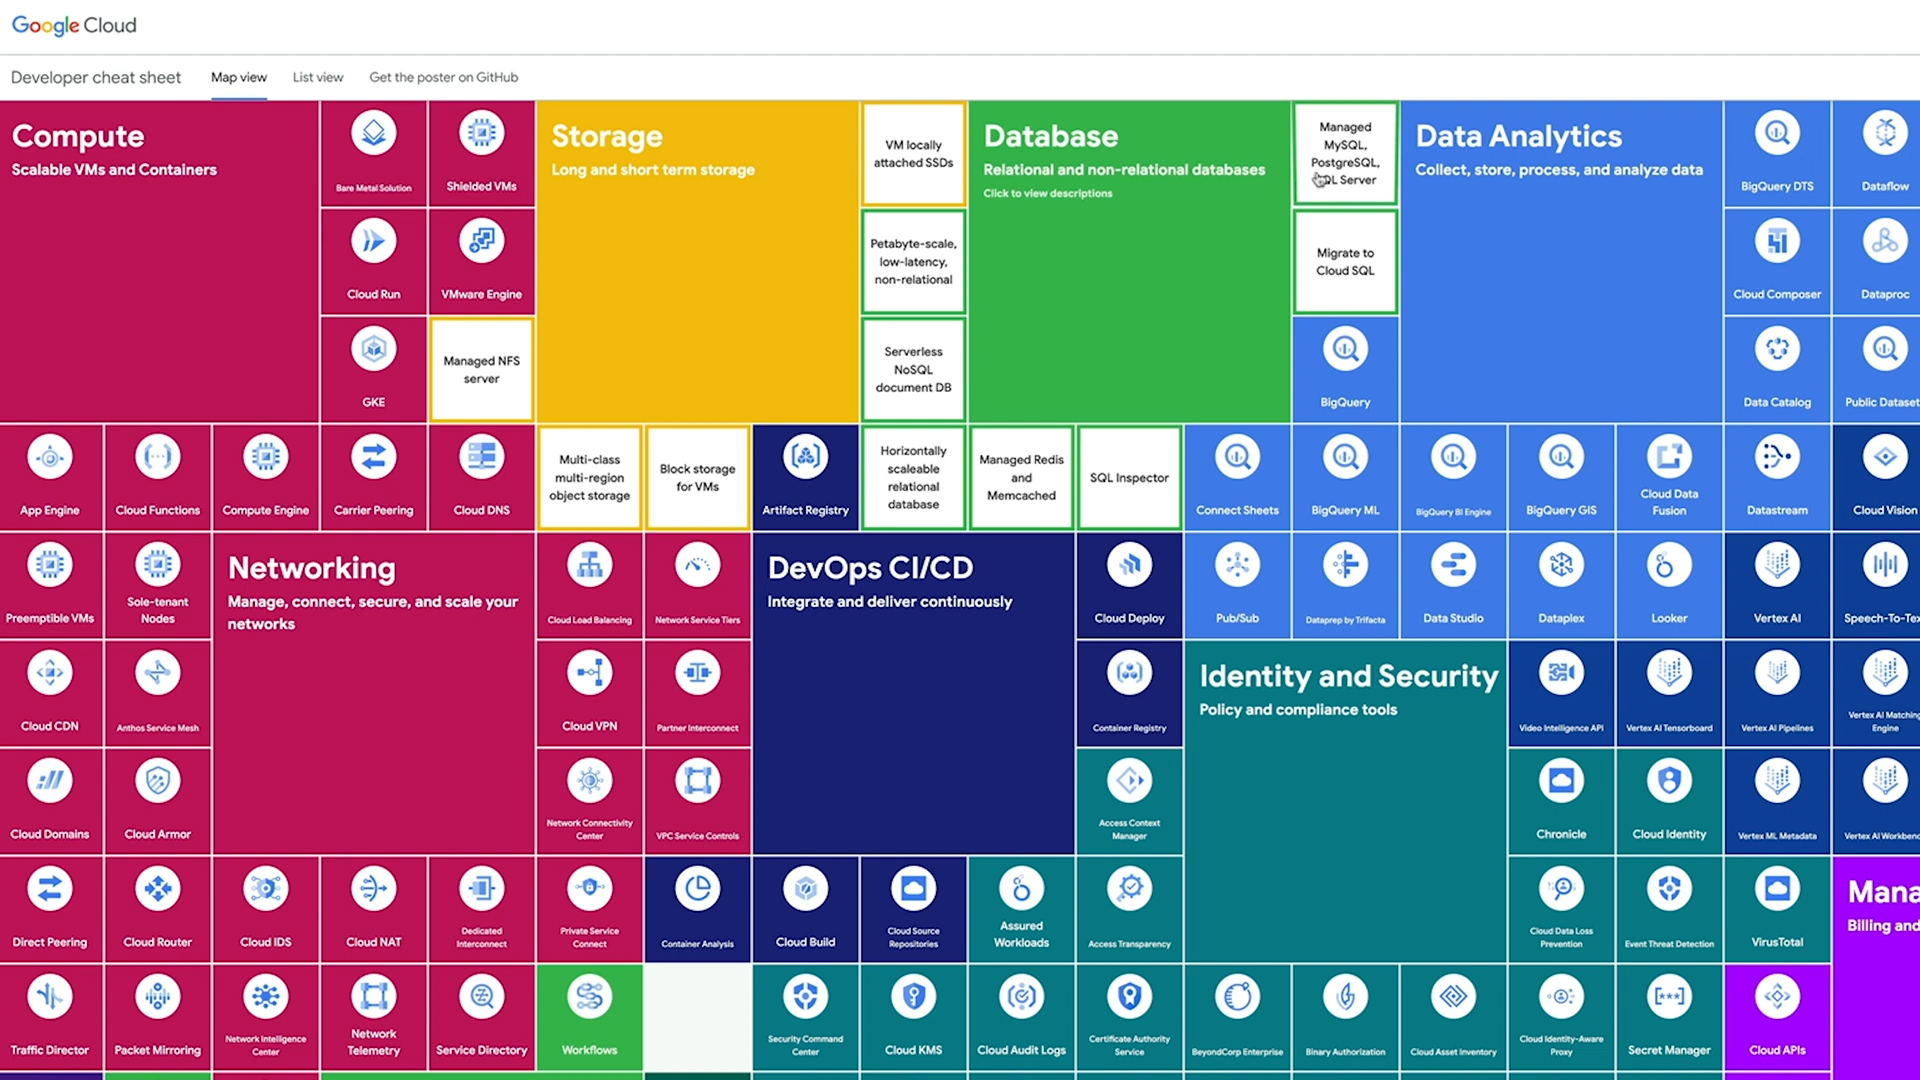 Google Cloud
Developer cheat sheet
Map view
List view
Get the poster on GitHub
Compute
Scalable VMs and Containers
Bare Metal Solution
Shielded VMs
Storage
Long and short term storage
VM locally
attached SSDs
Database
Relational and non-relational databases
Click to view descriptions
Managed
MySQL,
PostgreSQL,
SQL Server
Data Analytics
Collect, store, process, and analyze data
BigQuery DTS
Dataflow
Cloud Run
VMware Engine
Petabyte-scale,
low-latency,
non-relational
Migrate to
Cloud SQL
Cloud Composer
Dataproc
GKE
Managed NFS
server
Serverless
NoSQL
document DB
BigQuery
Data Catalog
Public Dataset
App Engine
Cloud Functions
Compute Engine
Carrier Peering
Cloud DNS
Multi-class
multi-region
object storage
Block storage
for VMs
Artifact Registry
Horizontally
scaleable
relational
database
Managed Redis
and
Memcached
SQL Inspector
Connect Sheets
BigQuery ML
BigQuery BI Engine
BigQuery GIS
Cloud Data
Fusion
Datastream
Cloud Vision
Preemptible VMs
Sole-tenant
Nodes
Networking
Manage, connect, secure, and scale your
networks
Cloud Load Balancing
Network Service Tiers
DevOps CI/CD
Integrate and deliver continuously
Cloud Deploy
Pub/Sub
Dataprep by Trifacta
Data Studio
Dataplex
Looker
Vertex AI
Speech-To-Tex
Cloud CDN
Anthos Service Mesh
Cloud VPN
Partner Interconnect
Container Registry
Identity and Security
Policy and compliance tools
Video Intelligence API
Vertex AI Tensorboard
Vertex AI Pipelines
Vertex AI Matching
Engine
Cloud Domains
Cloud Armor
Network Connectivity
Center
VPC Service Controls
Access Context
Manager
Chronicle
Cloud Identity
Vertex ML Metadata
Vertex AI Workbenc
Direct Peering
Cloud Router
Cloud IDS
Cloud NAT
Dedicated
Interconnect
Private Service
Connect
Container Analysis
Cloud Build
Cloud Source
Repositories
Assured
Workloads
Access Transparency
Cloud Data Loss
Prevention
Event Threat Detection
VirusTotal
Mana
Billing and
Traffic Director
Packet Mirroring
Network Intelligence
Center
Network
Telemetry
Service Directory
Workflows
Security Command
Center
Cloud KMS
Cloud Audit Logs
Certificate Authority
Service
BeyondCorp Enterprise
Binary Authorization
Cloud Asset Inventory
Cloud Identity-Aware
Proxy
Secret Manager
Cloud APIs